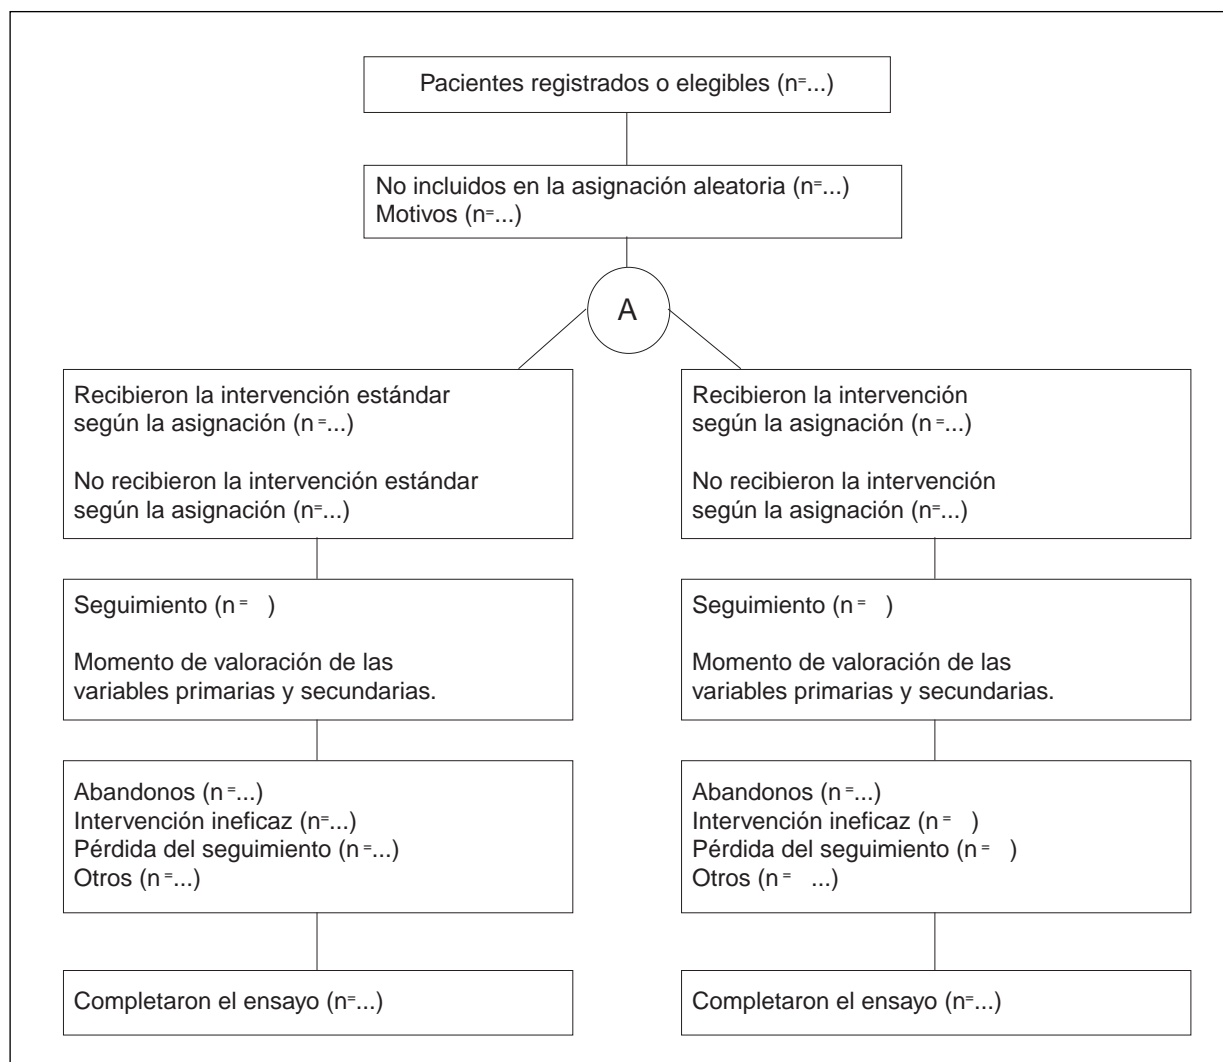 Pacientes registrados o elegibles (n=...)
No incluidos en la asignación aleatoria (n=...)
Motivos (n=...)
A
Recibieron la intervención estándar
según la asignación (n=...)
No recibieron la intervención estándar
según la asignación (n=...)
Recibieron la intervención
según la asignación (n=...)
No recibieron la intervención
según la asignación (n=...)
Seguimiento (n= )
Momento de valoración de las
variables primarias y secundarias.
Seguimiento (n= )
Momento de valoración de las
variables primarias y secundarias.
Abandonos (n=...)
Intervención ineficaz (n=...)
Pérdida del seguimiento (n=...)
Otros (n=...)
Abandonos (n=...)
Intervención ineficaz (n= )
Pérdida del seguimiento (n= )
Otros (n= ...)
Completaron el ensayo (n=...)
Completaron el ensayo (n=...)